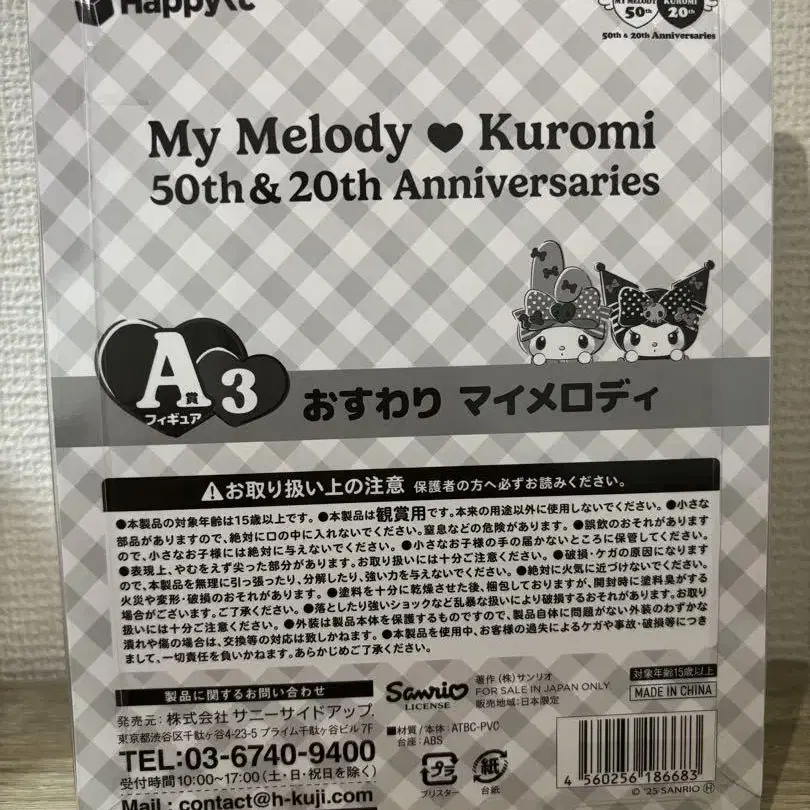 Happyくじ
MY MELODY 50th KUROMI 20th
50th & 20th Anniversaries
My Melody ♥ Kuromi
50th & 20th Anniversaries
A賞 フィギュア 3 おすわり マイメロディ
⚠お取り扱い上の注意 保護者の方へ必ずお読みください。
●本製品の対象年齢は15歳以上です。●本製品は観賞用です。本来の用途以外に使用しないでください。●小さな
部品がありますので、絶対に口の中に入れないでください。窒息などの危険があります。●誤飲のおそれがあります
ので、小さなお子様には絶対に与えないでください。●小さなお子様の手の届かないところに保管してください。
●表現上、やむをえず尖った部分があります。お取り扱いには十分ご注意ください。●破損・ケガの原因になります
ので、本製品を無理に引っ張ったり、分解したり、強い力を与えないでください。●絶対に火気に近づけないでください。
火災や変形・破損のおそれがあります。●塗料を十分に乾燥させた後、梱包しておりますが、開封時に塗料臭がする
場合がございます。ご了承ください。●落としたり強いショックなど乱暴な扱いにより破損するおそれがあります。お取り
扱いには十分ご注意ください。●外装は製品本体を保護するものですので、製品自体に問題がない外装のわずかな
潰れや傷の場合は、交換等の対応は致しかねます。●本製品を使用中、お客様の過失によるケガや事故・破損等につき
まして、一切責任を負いかねます。あらかじめご了承ください。
製品に関するお問い合わせ
発売元：株式会社 サニーサイドアップ
東京都渋谷区千駄ヶ谷4-23-5 プライム千駄ヶ谷ビル 7F
TEL:03-6740-9400
受付時間10:00~17:00（土・日・祝日を除く）
Mail : contact@h-kuji.com
Sanrio LICENSE
著作（株）サンリオ
FOR SALE IN JAPAN ONLY
販売地域：日本限定
■材質／本体：ATBC-PVC
台座：ABS
プラ
ブリスター
紙
台紙
対象年齢15歳以上
MADE IN CHINA
4 560256 186683
© '25 SANRIO Ⓗ